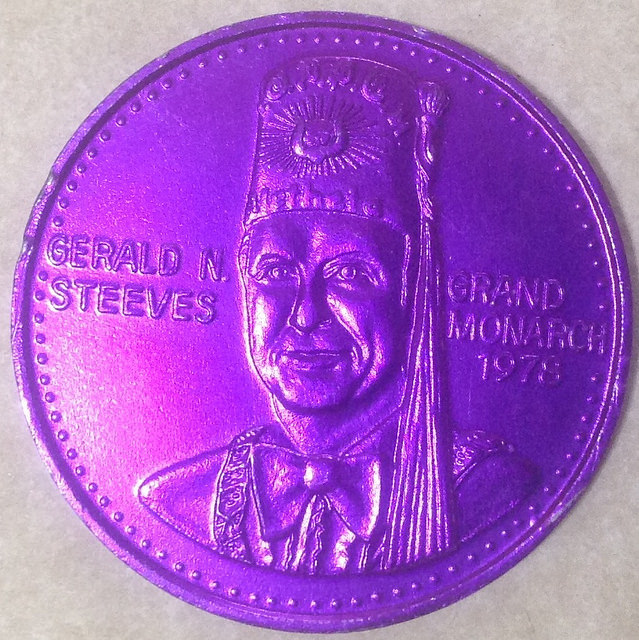 GERALD N.
STEEVES
GRAND
MONARCH
1978